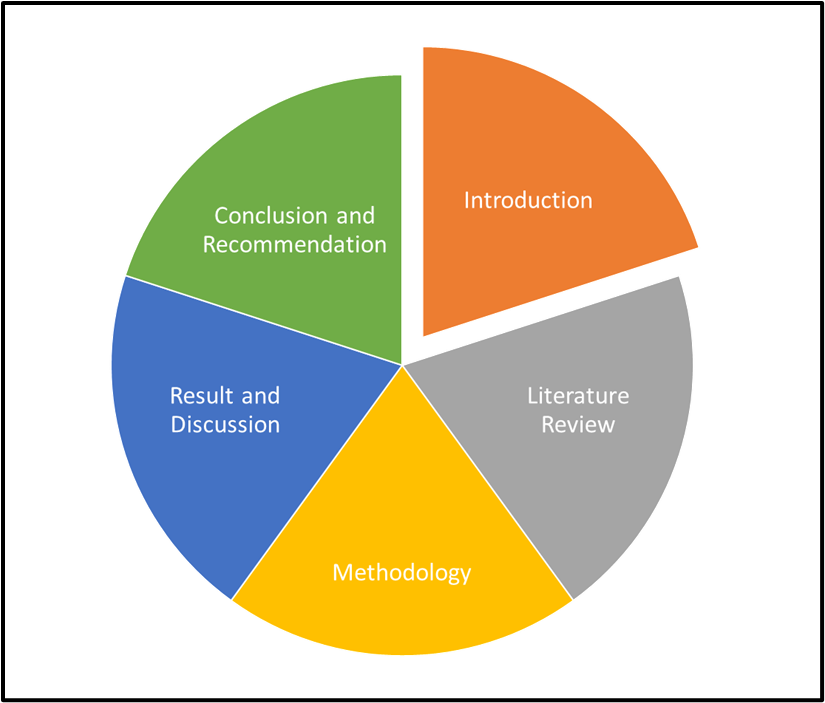 Introduction
Literature
Review
Methodology
Result and
Discussion
Conclusion and
Recommendation